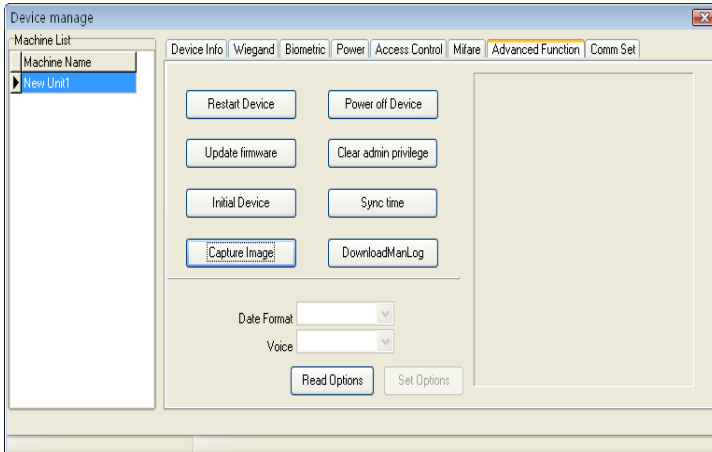 Device manage
Machine List
Machine Name
New Unit1
Device Info Wiegand Biometric Power Access Control Mifare Advanced Function Comm Set
Restart Device Power off Device
Update firmware Clear admin privilege
Initial Device Sync time
Capture Image DownloadManLog
Date Format
Voice
Read Options Set Options